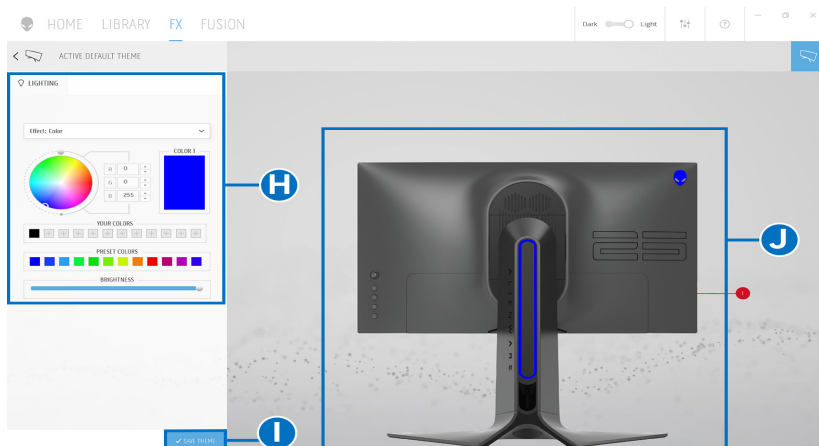 HOME LIBRARY FX FUSION
Dark Light
ACTIVE DEFAULT THEME
LIGHTING
Effect: Color
COLOR 1
R 0
G 0
B 255
YOUR COLORS
PRESET COLORS
BRIGHTNESS
SAVE THEME
H
I
J
1